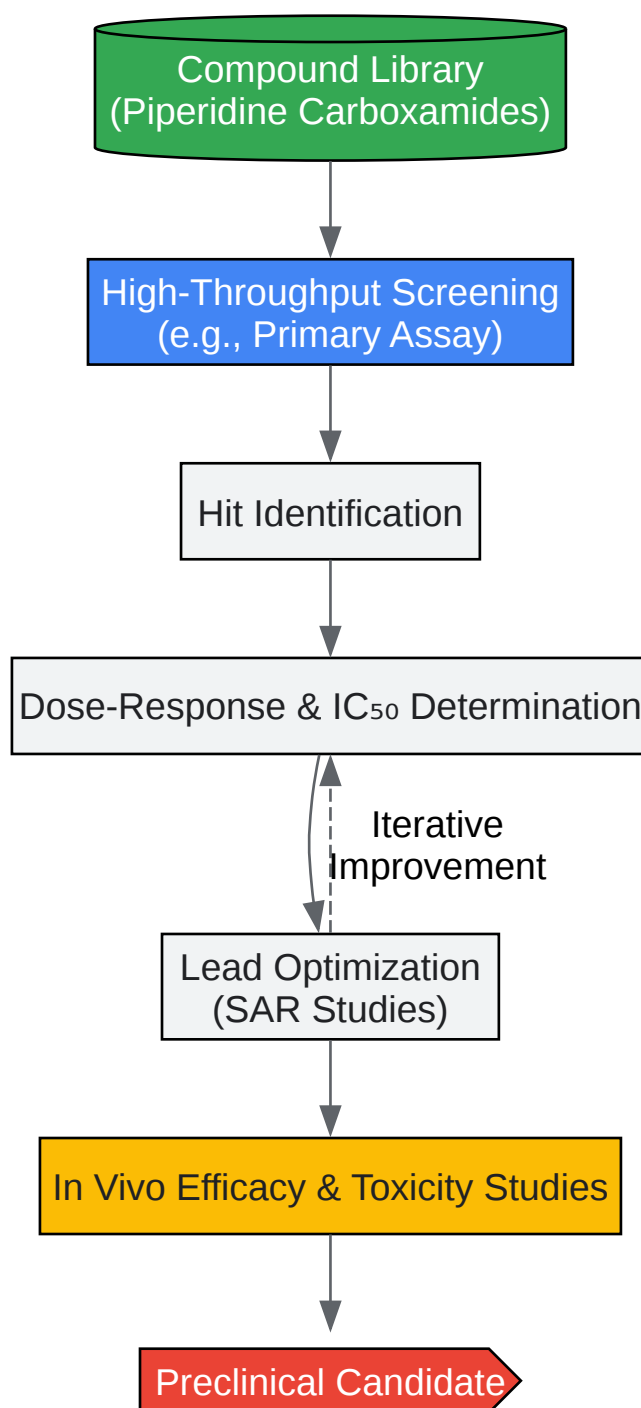 Compound Library
(Piperidine Carboxamides)
High-Throughput Screening
(e.g., Primary Assay)
Hit Identification
Dose-Response & IC₅₀ Determination
Iterative
Improvement
Lead Optimization
(SAR Studies)
In Vivo Efficacy & Toxicity Studies
Preclinical Candidate